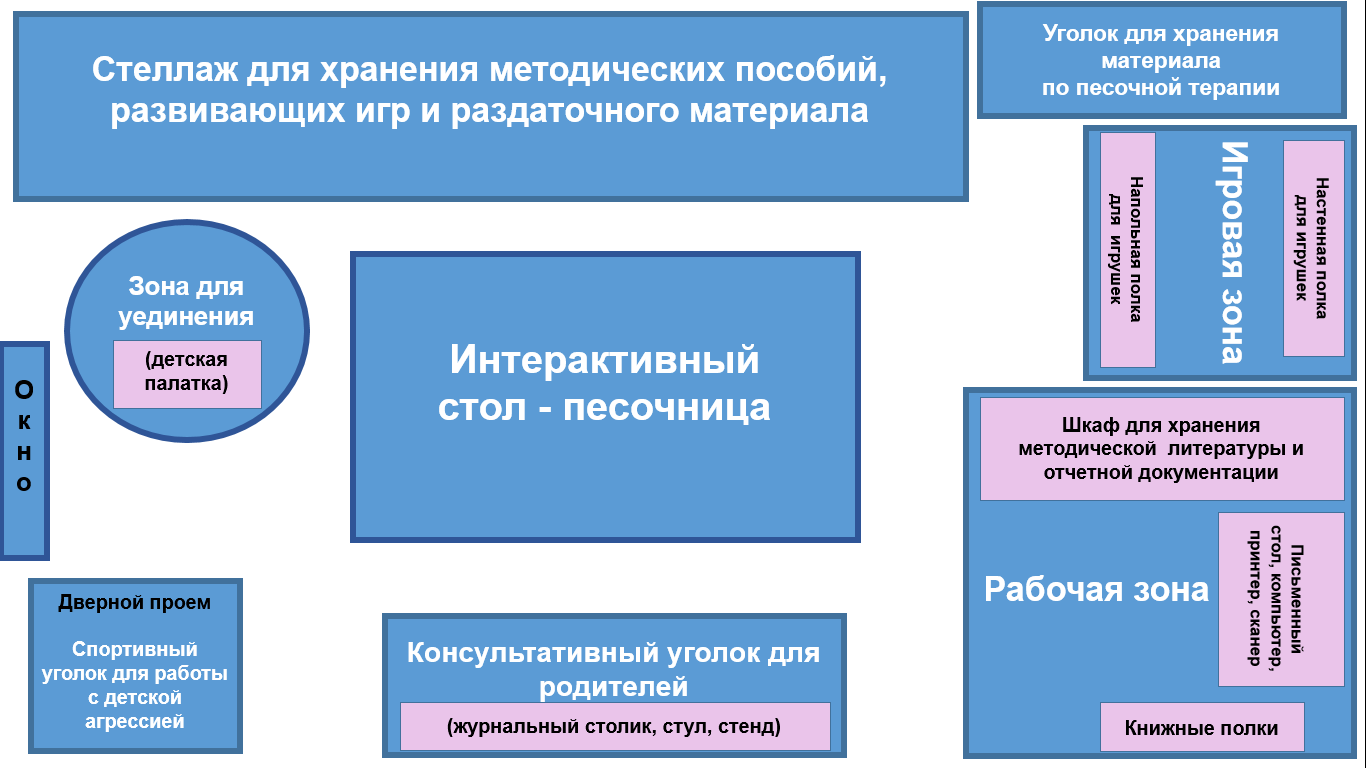 Стеллаж для хранения методических пособий,
развивающих игр и раздаточного материала
Уголок для хранения
материала
по песочной терапии
Напольная полка
для  игрушек
Игровая зона
Настенная полка
для игрушек
Зона для
уединения
(детская
палатка)
О
к
н
о
Интерактивный
стол - песочница
Шкаф для хранения
методической  литературы и
отчетной документации
Рабочая зона
Письменный
стол, компьютер,
принтер, сканер
Книжные полки
Дверной проем
Спортивный
уголок для работы
с детской
агрессией
Консультативный уголок для
родителей
(журнальный столик, стул, стенд)